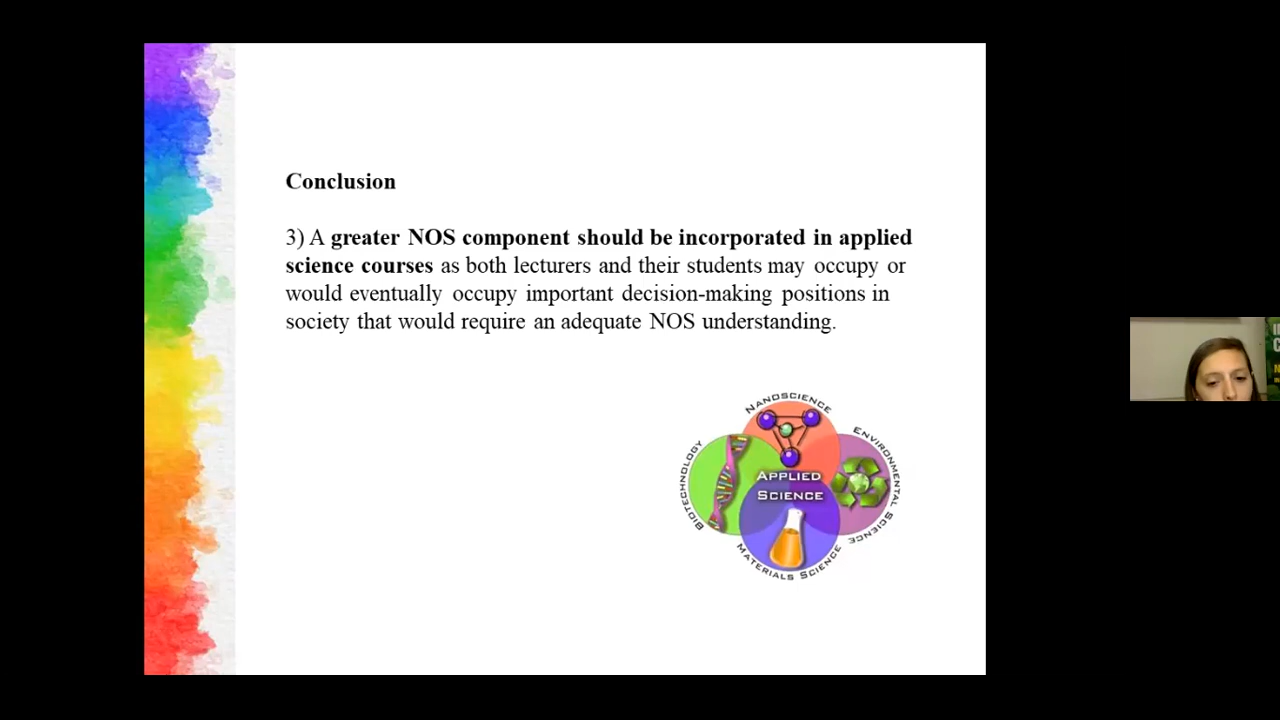 Conclusion
3) A greater NOS component should be incorporated in applied
science courses as both lecturers and their students may occupy or
would eventually occupy important decision-making positions in
society that would require an adequate NOS understanding.
NANOSCIENCE
BIOTECHNOLOGY
ENVIRONMENTAL SCIENCE
APPLIED
SCIENCE
MATERIALS SCIENCE